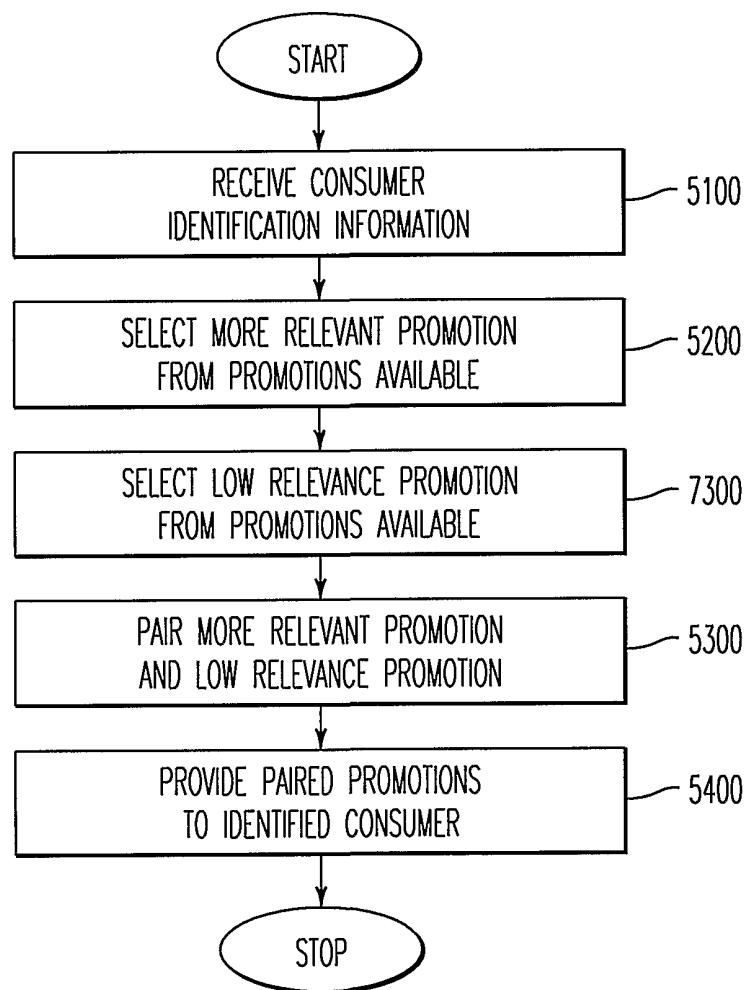 START
RECEIVE CONSUMER
IDENTIFICATION INFORMATION
5100
SELECT MORE RELEVANT PROMOTION
FROM PROMOTIONS AVAILABLE
5200
SELECT LOW RELEVANCE PROMOTION
FROM PROMOTIONS AVAILABLE
7300
PAIR MORE RELEVANT PROMOTION
AND LOW RELEVANCE PROMOTION
5300
PROVIDE PAIRED PROMOTIONS
TO IDENTIFIED CONSUMER
5400
STOP